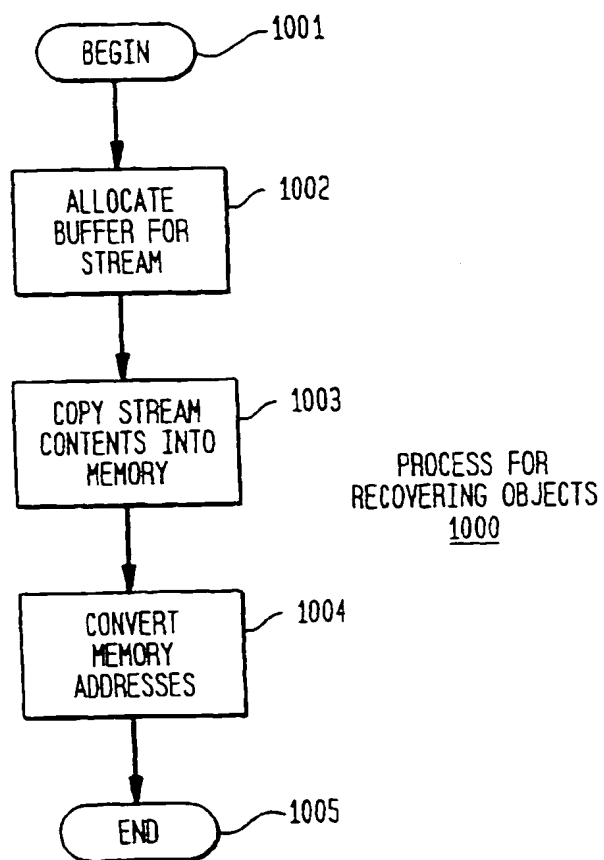 BEGIN
1001
ALLOCATE
BUFFER FOR
STREAM
1002
COPY STREAM
CONTENTS INTO
MEMORY
1003
PROCESS FOR
RECOVERING OBJECTS
1000
CONVERT
MEMORY
ADDRESSES
1004
END
1005